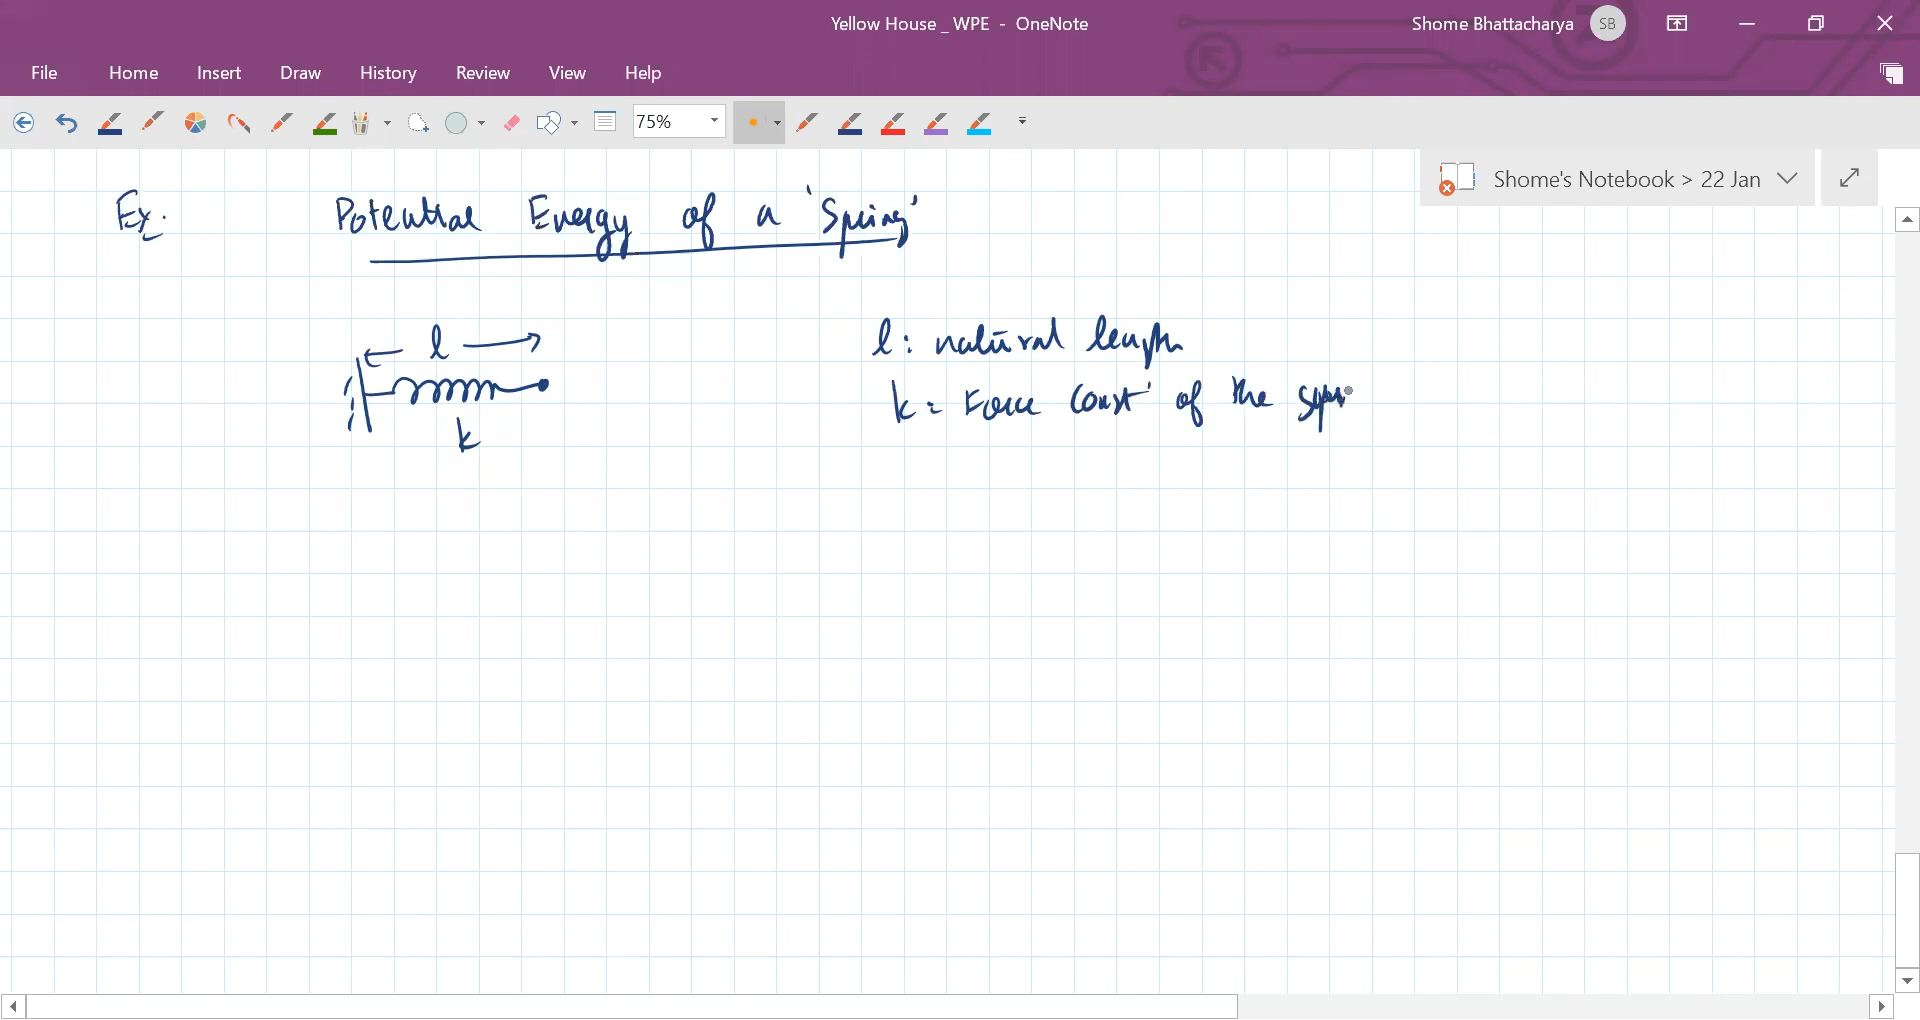 Yellow House _ WPE - OneNote
Shome Bhattacharya SB
File Home Insert Draw History Review View Help
75%
Shome's Notebook > 22 Jan
Ex: Potential Energy of a 'Spring'
l
l : natural length
k = Force Const of the spr
k